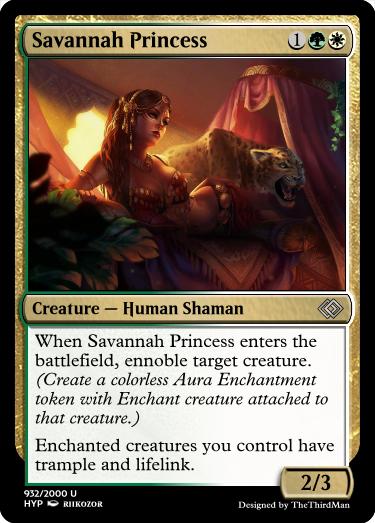 Savannah Princess 1
Creature — Human Shaman
When Savannah Princess enters the
battlefield, ennoble target creature.
(Create a colorless Aura Enchantment
token with Enchant creature attached to
that creature.)
Enchanted creatures you control have
trample and lifelink.
2/3
932/2000 U
HYP RIIKOZOR
Designed by TheThirdMan